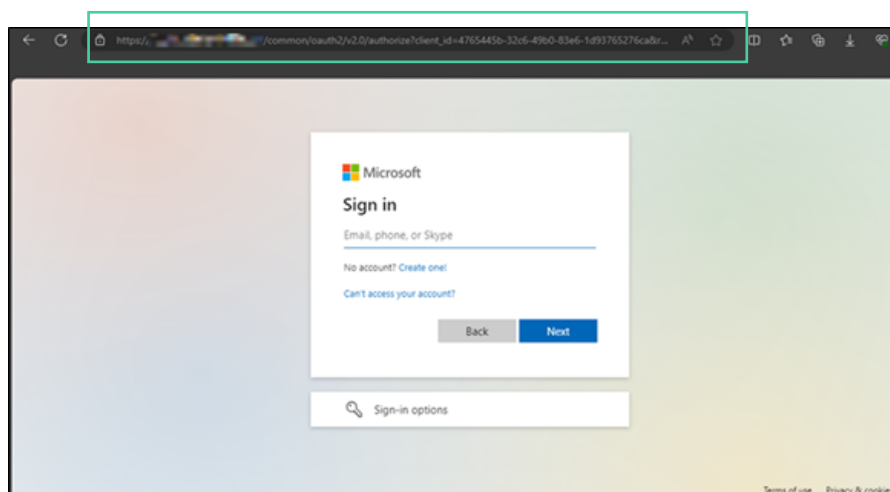 https:/ /common/oauth2/v2.0/authorize?client_id=4765445b-32c6-49b0-83e6-1d93765276ca&r...
Microsoft
Sign in
Email, phone, or Skype
No account? Create one!
Can't access your account?
Back Next
Sign-in options
Terms of use Privacy & cookie